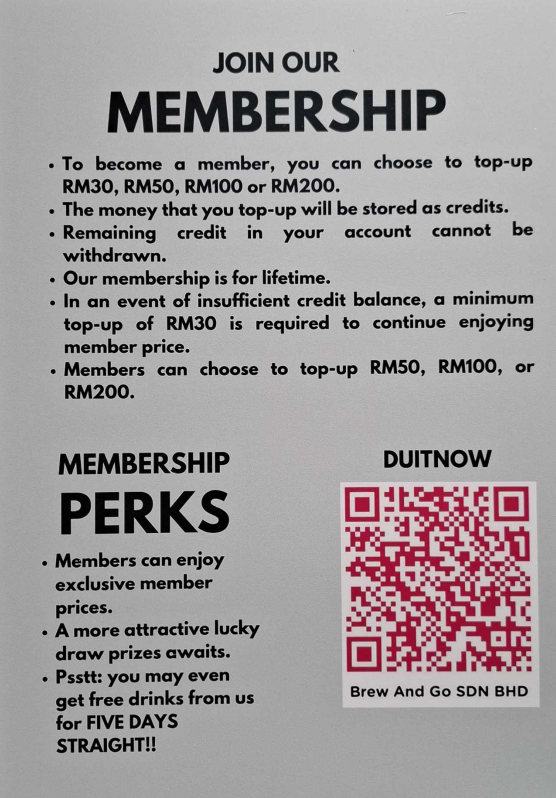 JOIN OUR
MEMBERSHIP
• To become a member, you can choose to top-up
RM30, RM50, RM100 or RM200.
• The money that you top-up will be stored as credits.
• Remaining credit in your account cannot be
withdrawn.
• Our membership is for lifetime.
• In an event of insufficient credit balance, a minimum
top-up of RM30 is required to continue enjoying
member price.
• Members can choose to top-up RM50, RM100, or
RM200.
MEMBERSHIP
PERKS
• Members can enjoy
exclusive member
prices.
• A more attractive lucky
draw prizes awaits.
• Psstt: you may even
get free drinks from us
for FIVE DAYS
STRAIGHT!!
DUITNOW
Brew And Go SDN BHD